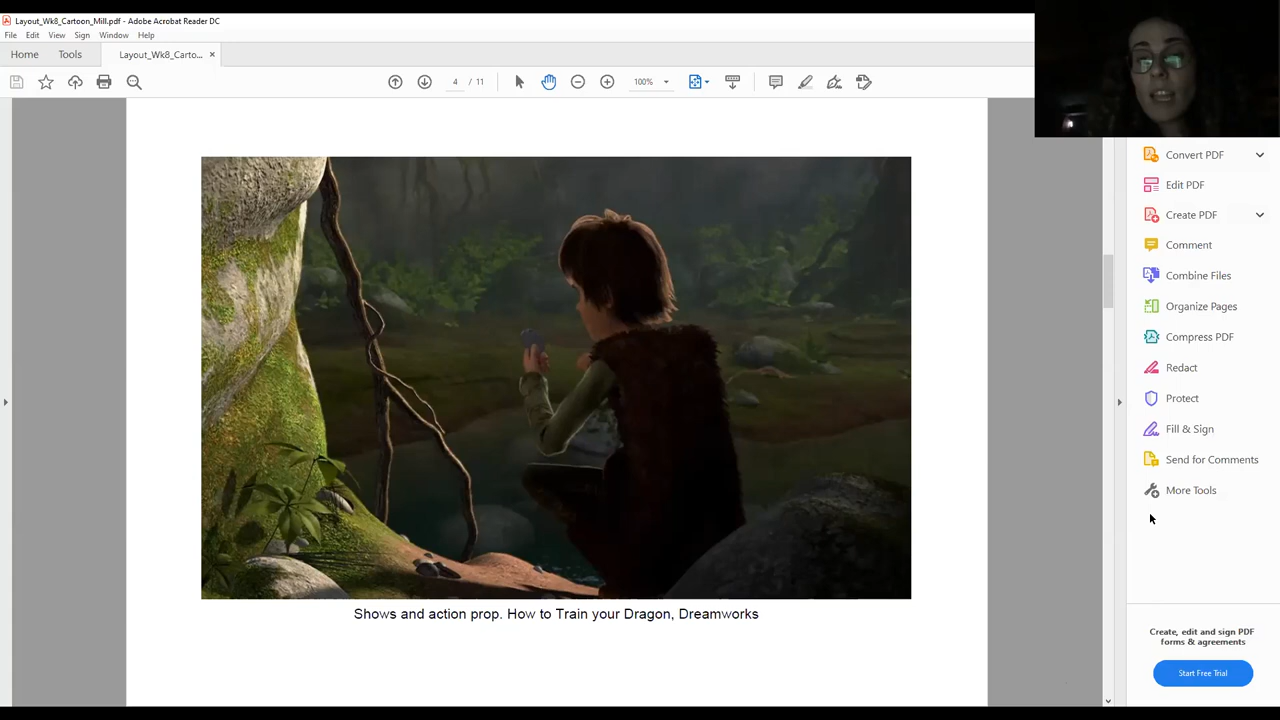 Layout_Wk8_Cartoon_Mill.pdf - Adobe Acrobat Reader DC
File Edit View Sign Window Help
Home Tools Layout_Wk8_Carto... ×
4 / 11 100%
Convert PDF
Edit PDF
Create PDF
Comment
Combine Files
Organize Pages
Compress PDF
Redact
Protect
Fill & Sign
Send for Comments
More Tools
Shows and action prop. How to Train your Dragon, Dreamworks
Create, edit and sign PDF
forms & agreements
Start Free Trial